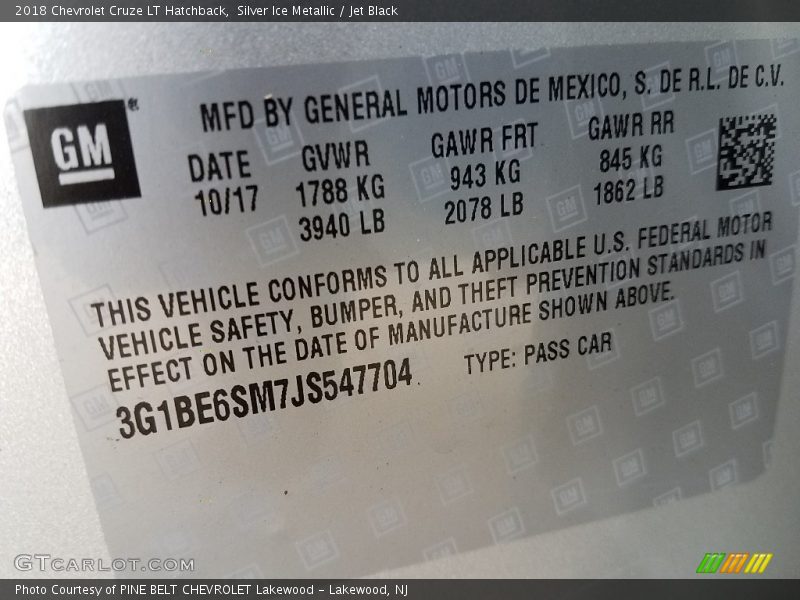 2018 Chevrolet Cruze LT Hatchback, Silver Ice Metallic / Jet Black
GM ®
MFD BY GENERAL MOTORS DE MEXICO, S. DE R.L. DE C.V.
DATE GVWR GAWR FRT GAWR RR
10/17 1788 KG 943 KG 845 KG
3940 LB 2078 LB 1862 LB
THIS VEHICLE CONFORMS TO ALL APPLICABLE U.S. FEDERAL MOTOR
VEHICLE SAFETY, BUMPER, AND THEFT PREVENTION STANDARDS IN
EFFECT ON THE DATE OF MANUFACTURE SHOWN ABOVE.
3G1BE6SM7JS547704 TYPE: PASS CAR
GTCARLOT.COM
Photo Courtesy of PINE BELT CHEVROLET Lakewood - Lakewood, NJ